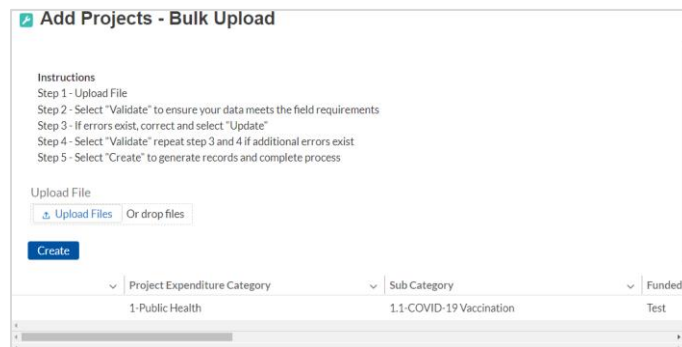 Add Projects - Bulk Upload
Instructions
Step 1 - Upload File
Step 2 - Select "Validate" to ensure your data meets the field requirements
Step 3 - If errors exist, correct and select "Update"
Step 4 - Select "Validate" repeat step 3 and 4 if additional errors exist
Step 5 - Select "Create" to generate records and complete process
Upload File
Upload Files Or drop files
Create
Project Expenditure Category Sub Category Funded
1-Public Health 1.1-COVID-19 Vaccination Test